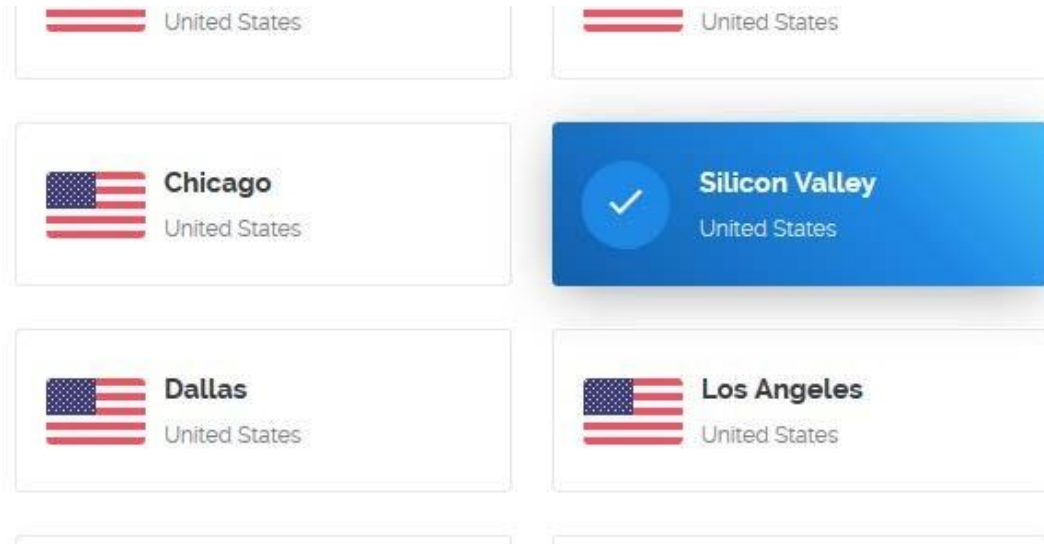 United States
United States
Chicago
United States
Silicon Valley
United States
Dallas
United States
Los Angeles
United States